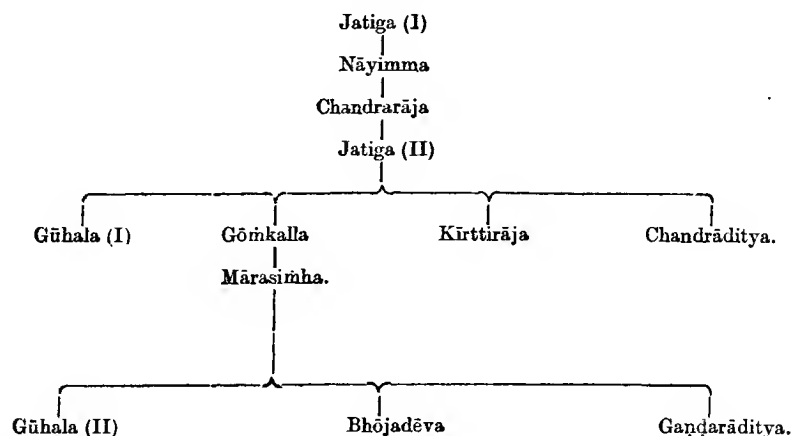 Jatiga (I)
Nāyimma
Chandrarāja
Jatiga (II)
Gūhala (I) Gōṁkalla Kīrttirāja Chandrāditya.
Mārasiṁha.
Gūhala (II) Bhōjadēva Gaṇḍarāditya.